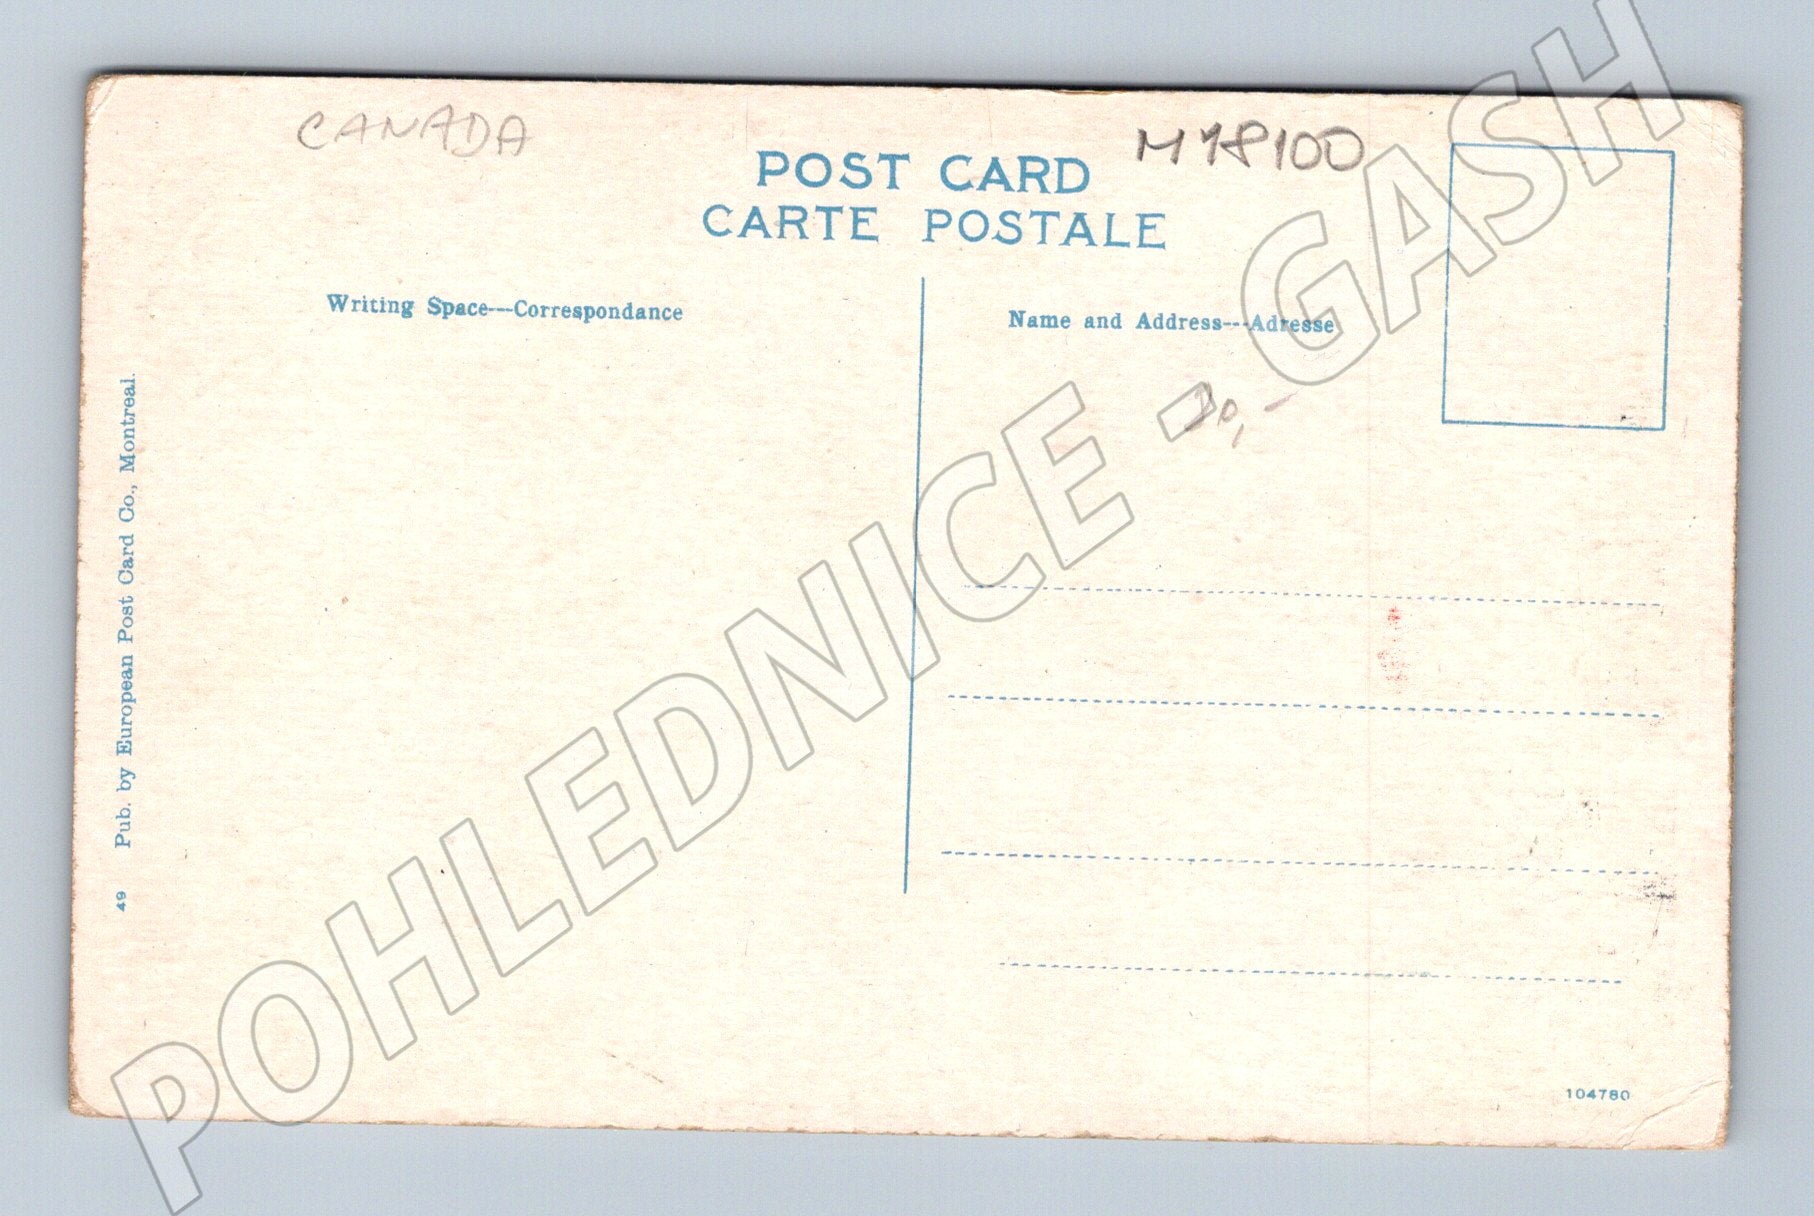 CANADA
M 18100
POST CARD
CARTE POSTALE
Writing Space---Correspondance
Name and Address---Adresse
49 Pub. by European Post Card Co., Montreal.
104780
POHLEDNICE - GASH